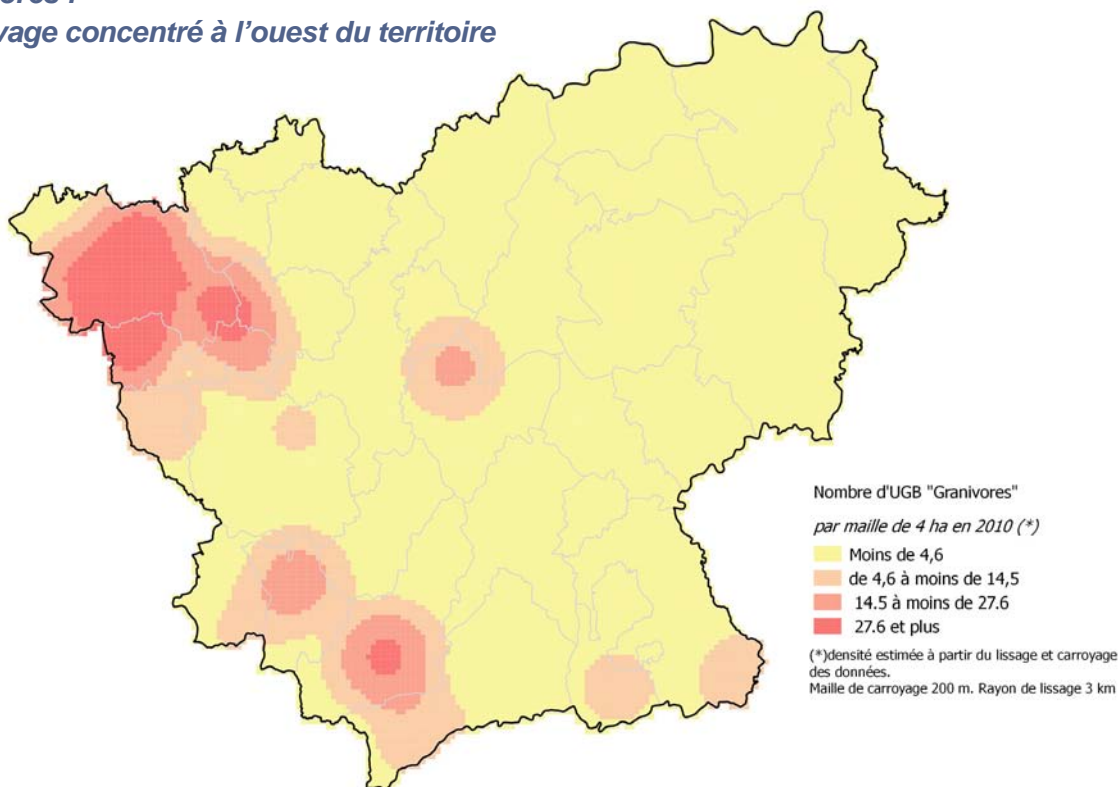 yage concentré à l'ouest du territoire
Nombre d'UGB "Granivores"
par maille de 4 ha en 2010 (*)
Moins de 4,6
de 4,6 à moins de 14,5
14.5 à moins de 27.6
27.6 et plus
(*)densité estimée à partir du lissage et carroyage
des données.
Maille de carroyage 200 m. Rayon de lissage 3 km